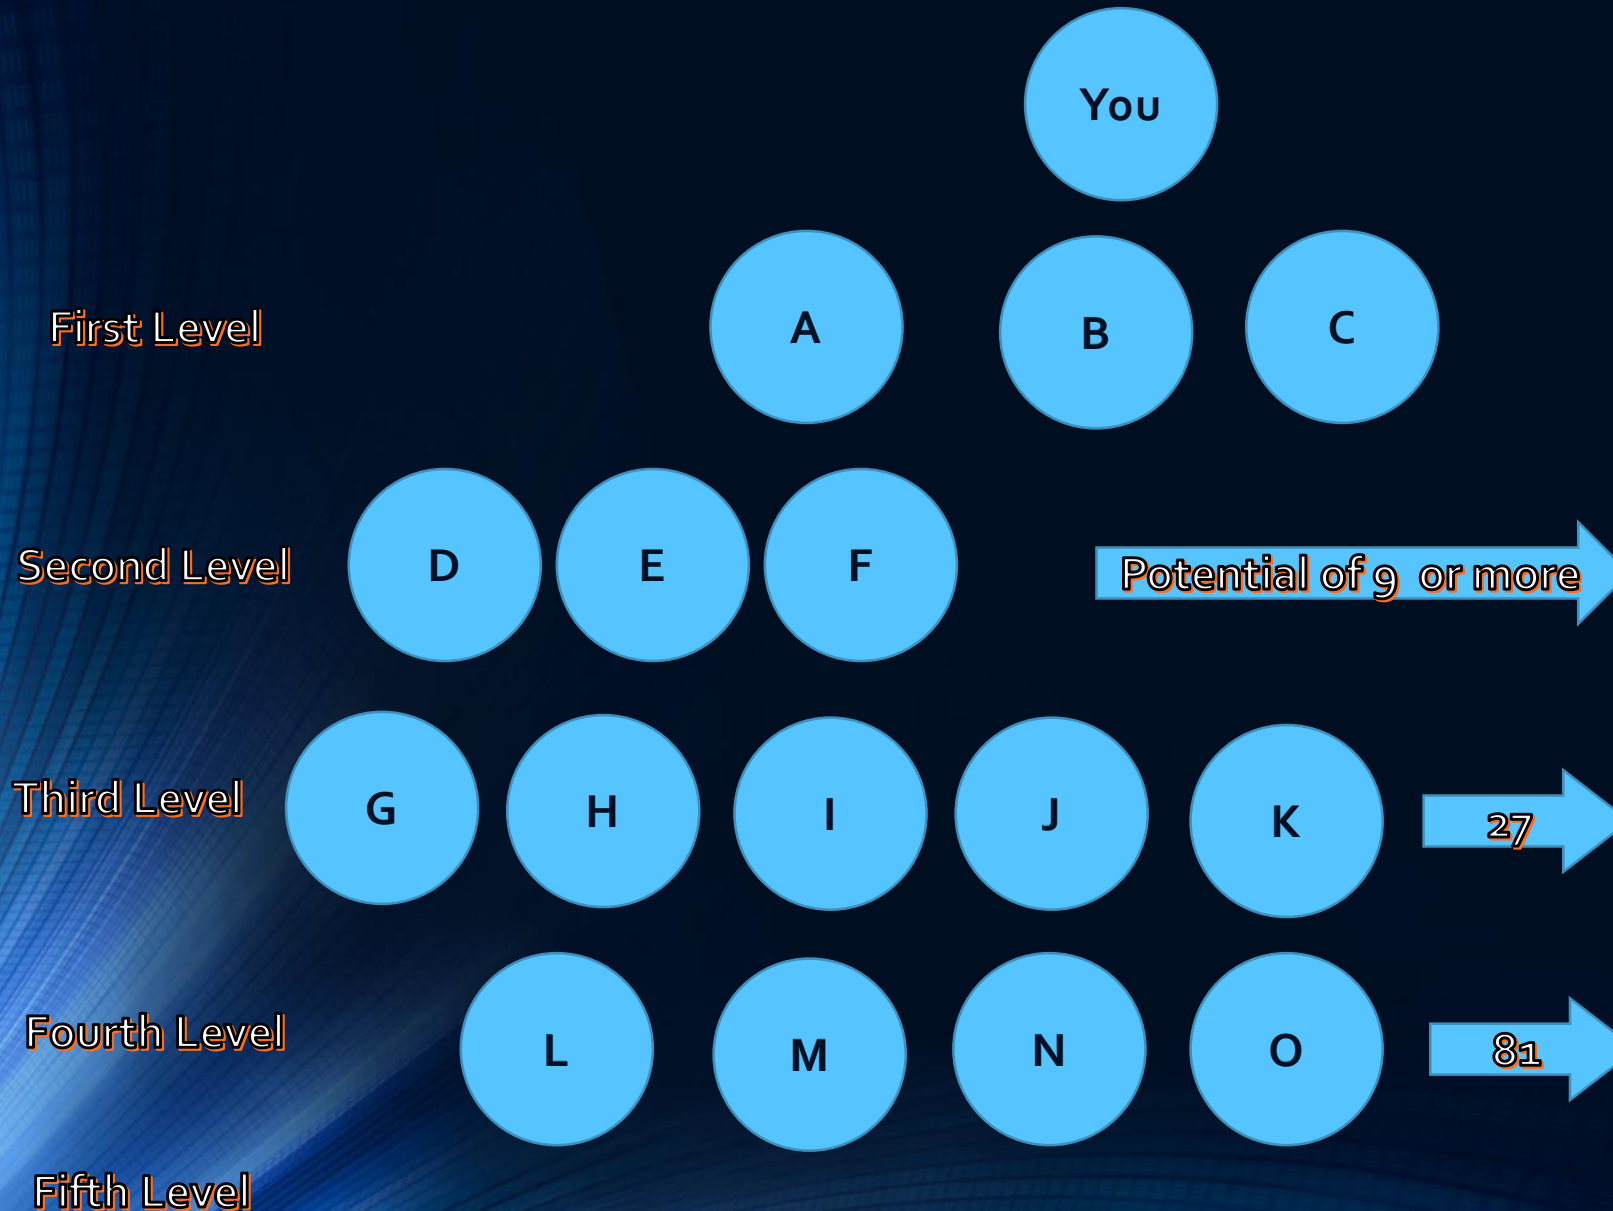 You
First Level A B C
Second Level D E F Potential of 9 or more
Third Level G H I J K 27
Fourth Level L M N O 81
Fifth Level